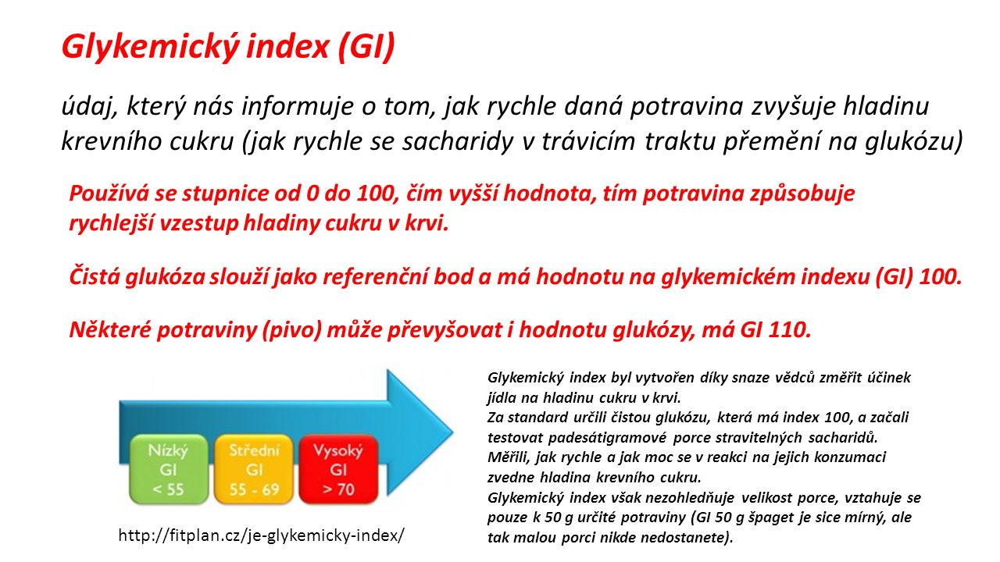 Glykemický index (GI)
údaj, který nás informuje o tom, jak rychle daná potravina zvyšuje hladinu
krevního cukru (jak rychle se sacharidy v trávicím traktu přemění na glukózu)
Používá se stupnice od 0 do 100, čím vyšší hodnota, tím potravina způsobuje
rychlejší vzestup hladiny cukru v krvi.
Čistá glukóza slouží jako referenční bod a má hodnotu na glykemickém indexu (GI) 100.
Některé potraviny (pivo) může převyšovat i hodnotu glukózy, má GI 110.
Nízký
GI
< 55
Střední
GI
55 - 69
Vysoký
GI
> 70
http://fitplan.cz/je-glykemicky-index/
Glykemický index byl vytvořen díky snaze vědců změřit účinek
jídla na hladinu cukru v krvi.
Za standard určili čistou glukózu, která má index 100, a začali
testovat padesátigramové porce stravitelných sacharidů.
Měřili, jak rychle a jak moc se v reakci na jejich konzumaci
zvedne hladina krevního cukru.
Glykemický index však nezohledňuje velikost porce, vztahuje se
pouze k 50 g určité potraviny (GI 50 g špaget je sice mírný, ale
tak malou porci nikde nedostanete).